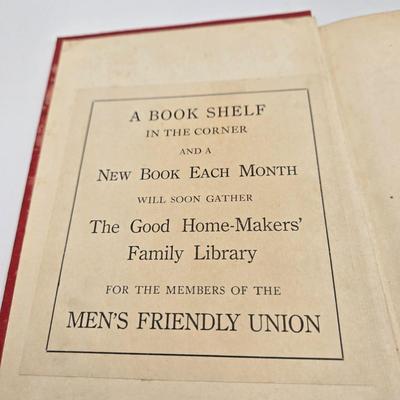 A BOOK SHELF
IN THE CORNER
AND A
NEW BOOK EACH MONTH
WILL SOON GATHER
The Good Home-Makers'
Family Library
FOR THE MEMBERS OF THE
MEN'S FRIENDLY UNION